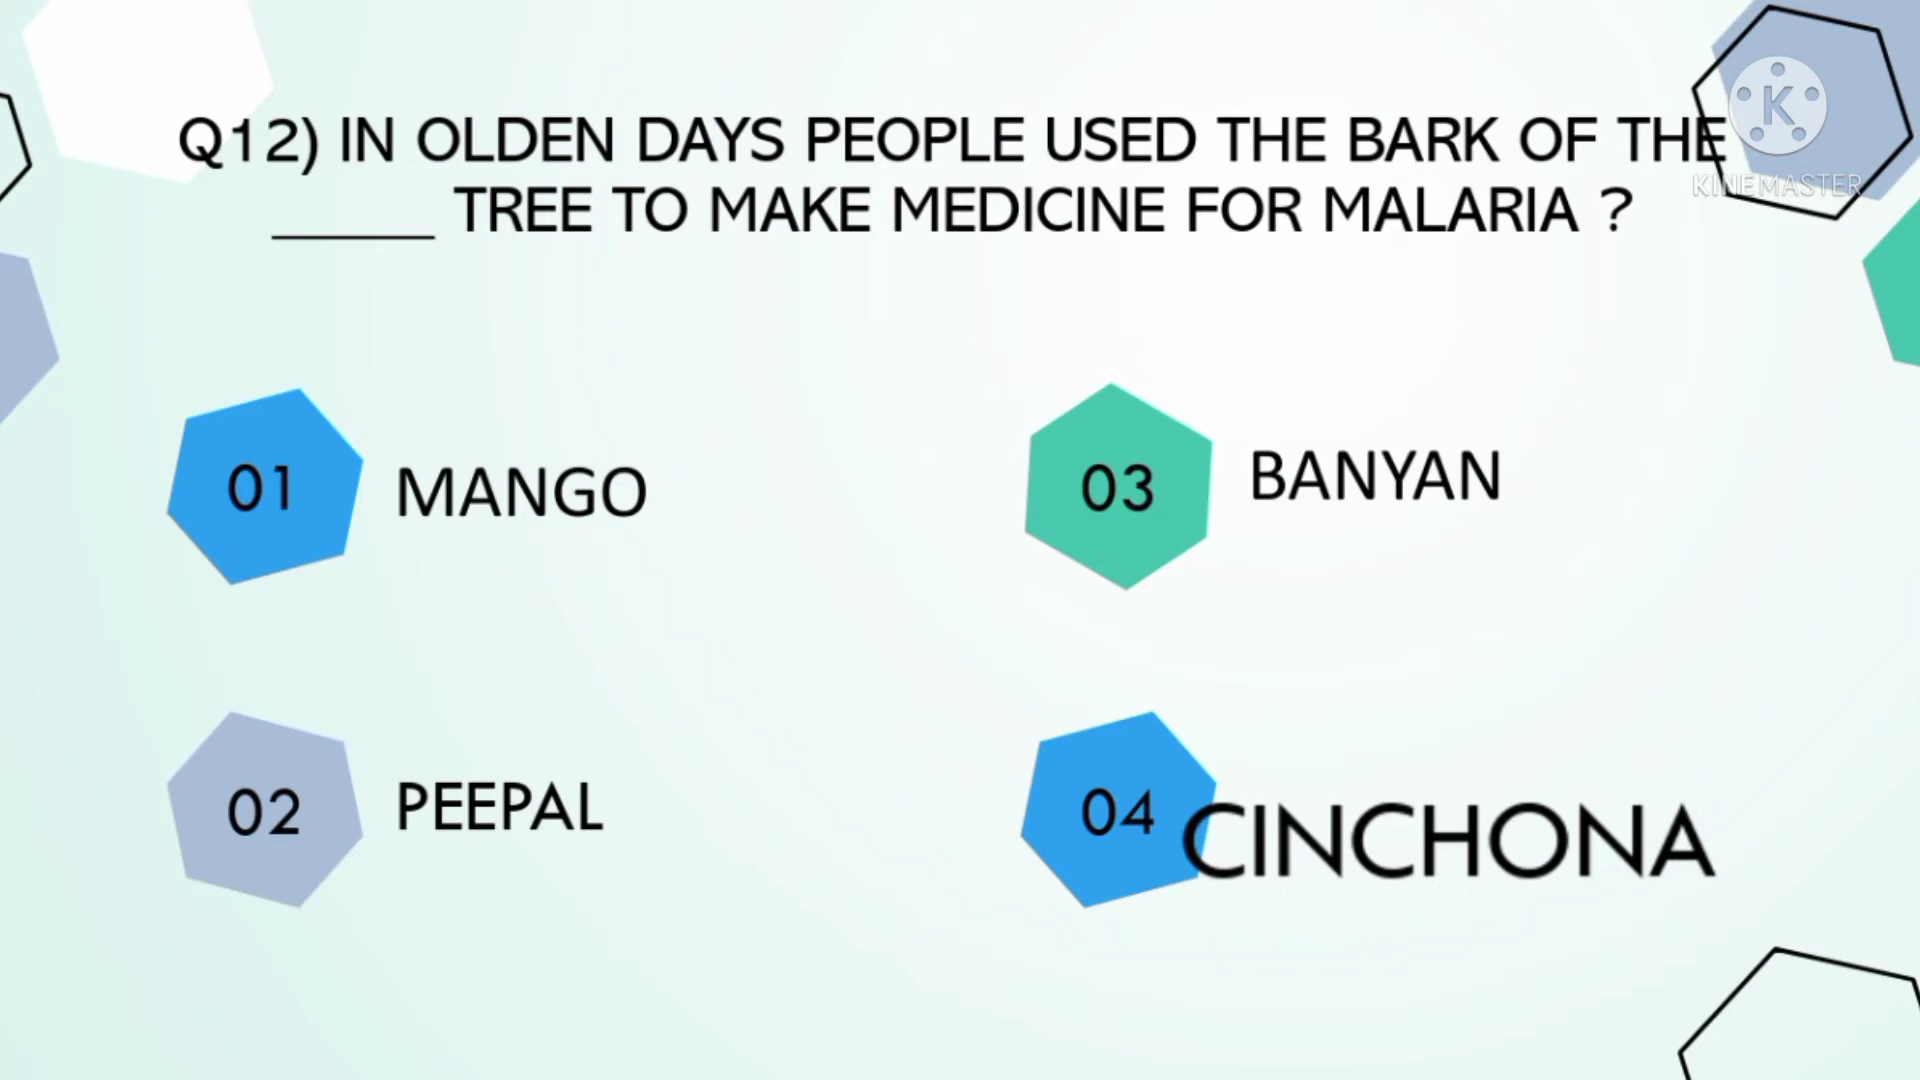 Q12) IN OLDEN DAYS PEOPLE USED THE BARK OF THE
_____ TREE TO MAKE MEDICINE FOR MALARIA ?
K
KINEMASTER
01 MANGO
03 BANYAN
02 PEEPAL
04 CINCHONA